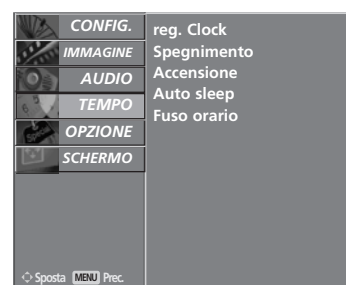 CONFIG.
IMMAGINE
AUDIO
TEMPO
OPZIONE
SCHERMO
reg. Clock
Spegnimento
Accensione
Auto sleep
Fuso orario
Sposta MENU Prec.